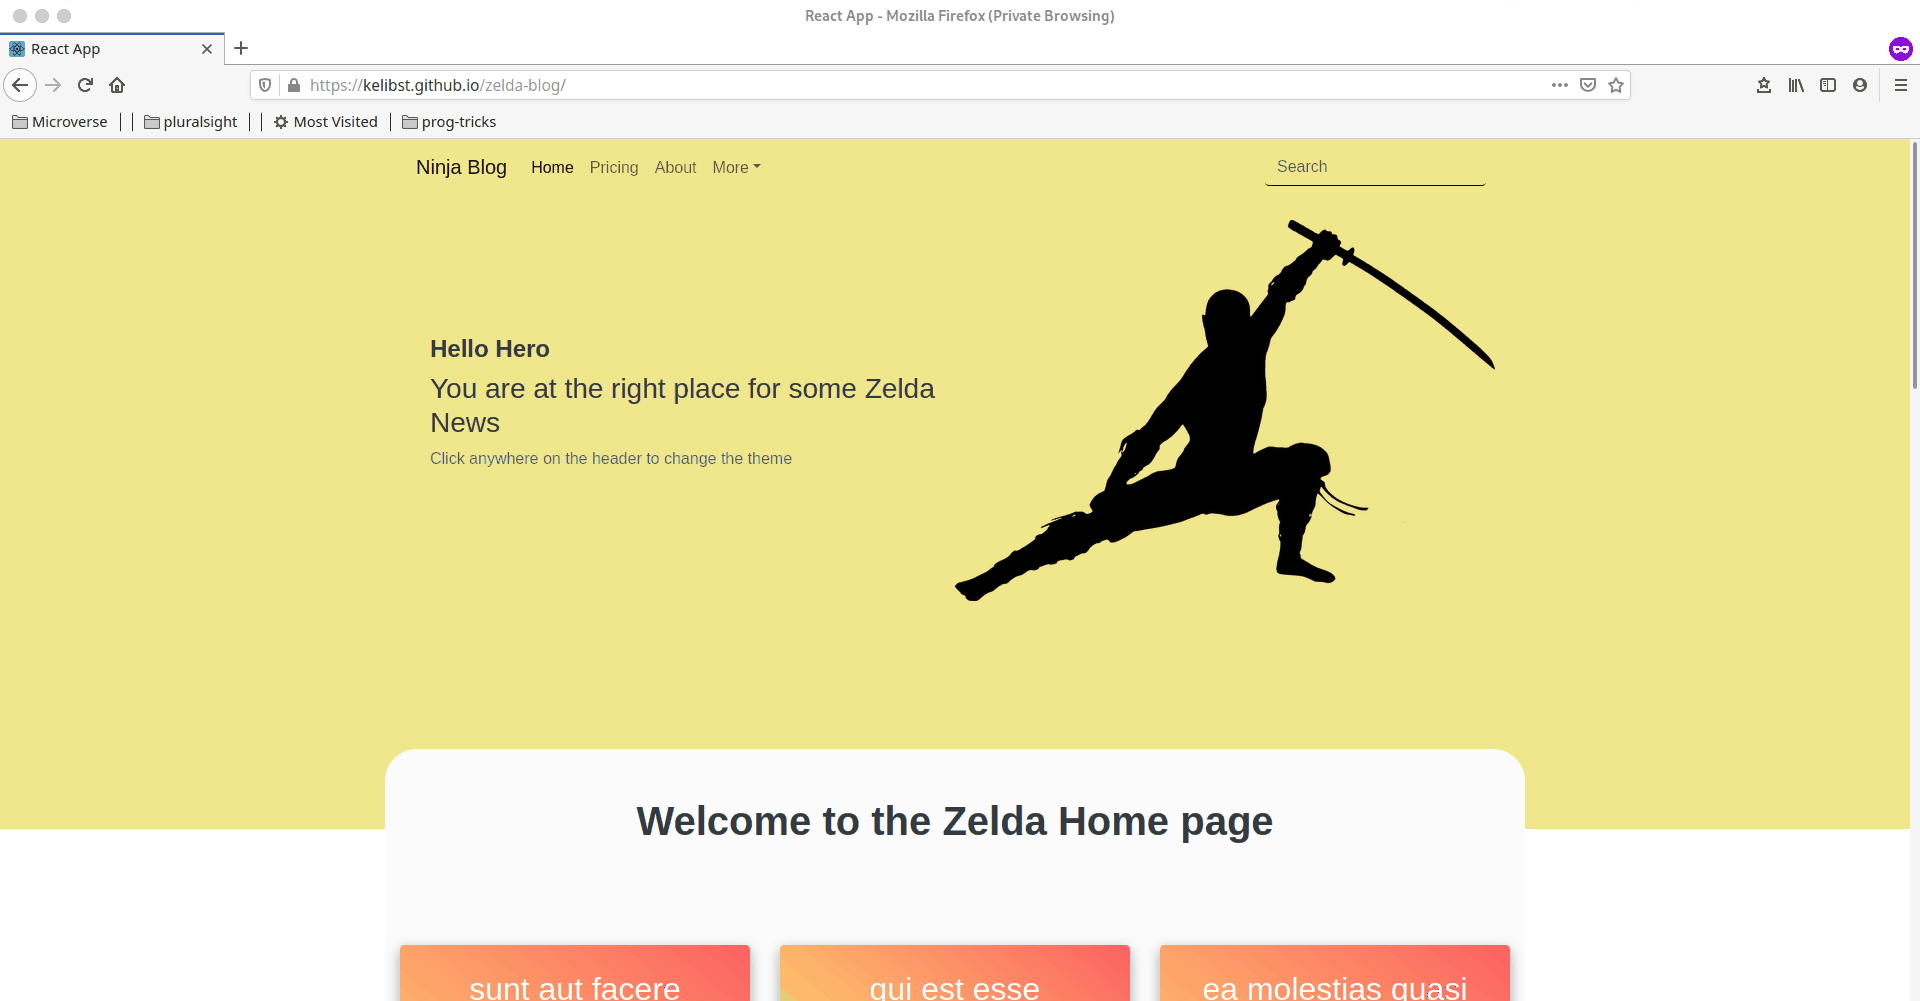 React App - Mozilla Firefox (Private Browsing)
React App
https://kelibst.github.io/zelda-blog/
Microverse
pluralsight
Most Visited
prog-tricks
Ninja Blog Home Pricing About More
Search
Hello Hero
You are at the right place for some Zelda
News
Click anywhere on the header to change the theme
Welcome to the Zelda Home page
sunt aut facere
qui est esse
ea molestias quasi